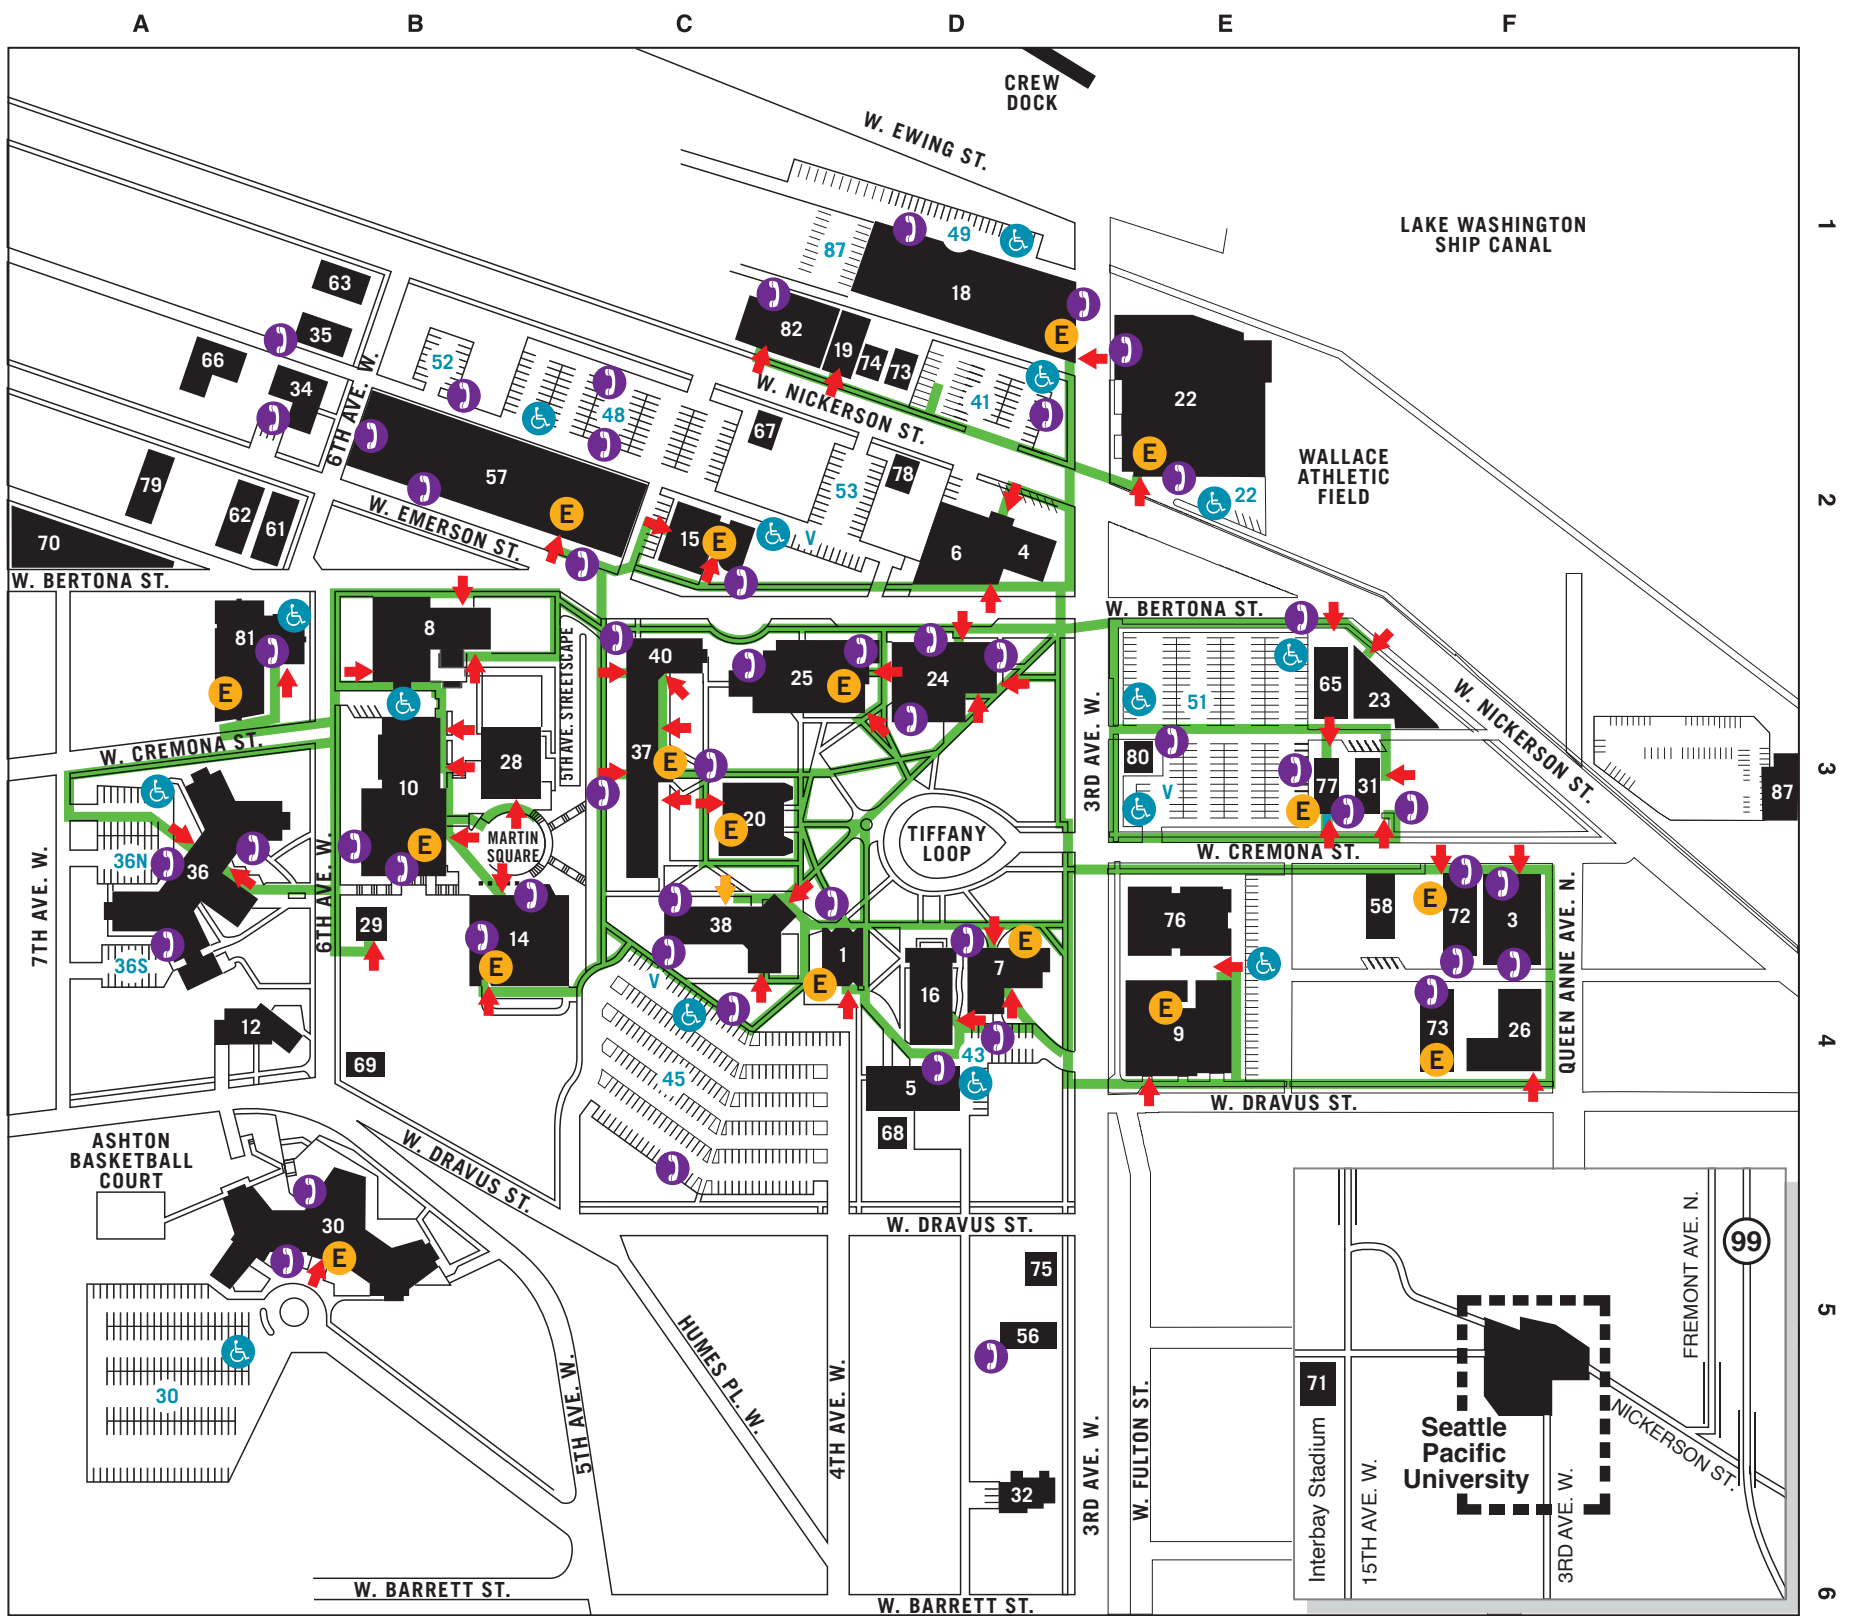 A B C D E F
CREW
DOCK
W. EWING ST.
1
LAKE WASHINGTON
SHIP CANAL
49
87
18
63
82
35
19
74
73
66
52
34
6TH AVE. W.
W. NICKERSON ST.
41
22
48
67
57
78
WALLACE
ATHLETIC
FIELD
79
53
22
2
62
61
W. EMERSON ST.
E
E
E
E
15
V
70
6
4
W. BERTONA ST.
W. BERTONA ST.
81
8
5TH AVE. STREETSCAPE
40
25
24
65
23
E
E
51
3RD AVE. W.
W. NICKERSON ST.
W. CREMONA ST.
28
37
E
80
3
10
77
31
87
V
20
E
E
TIFFANY
LOOP
MARTIN
SQUARE
E
36N
36
W. CREMONA ST.
7TH AVE. W.
6TH AVE. W.
29
14
38
1
76
58
E
72
3
QUEEN ANNE AVE. N.
36S
E
V
E
7
E
16
E
9
73
26
E
12
69
45
43
5
4
68
W. DRAVUS ST.
ASHTON
BASKETBALL
COURT
W. DRAVUS ST.
30
E
W. DRAVUS ST.
75
99
FREMONT AVE. N.
5
56
HUMES PL. W.
30
5TH AVE. W.
4TH AVE. W.
3RD AVE. W.
W. FULTON ST.
71
Interbay Stadium
15TH AVE. W.
Seattle
Pacific
University
NICKERSON ST.
3RD AVE. W.
32
W. BARRETT ST.
W. BARRETT ST.
6